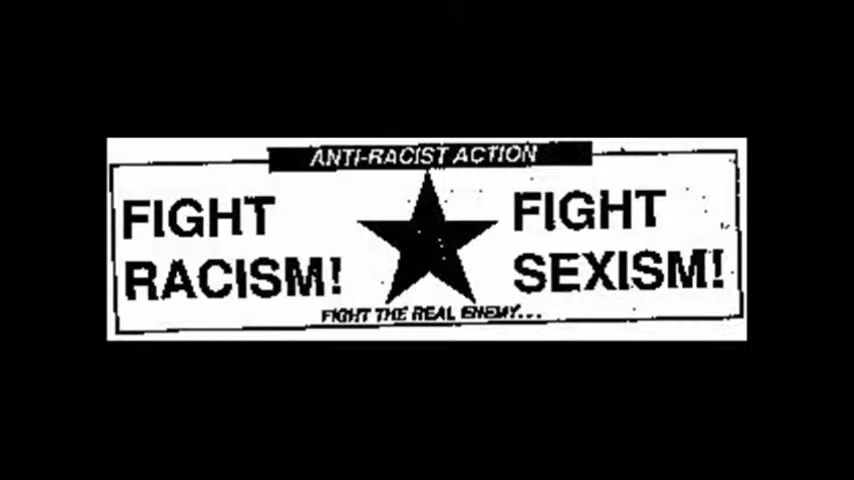 ANTI-RACIST ACTION
FIGHT
RACISM!
FIGHT
SEXISM!
FIGHT THE REAL ENEMY...